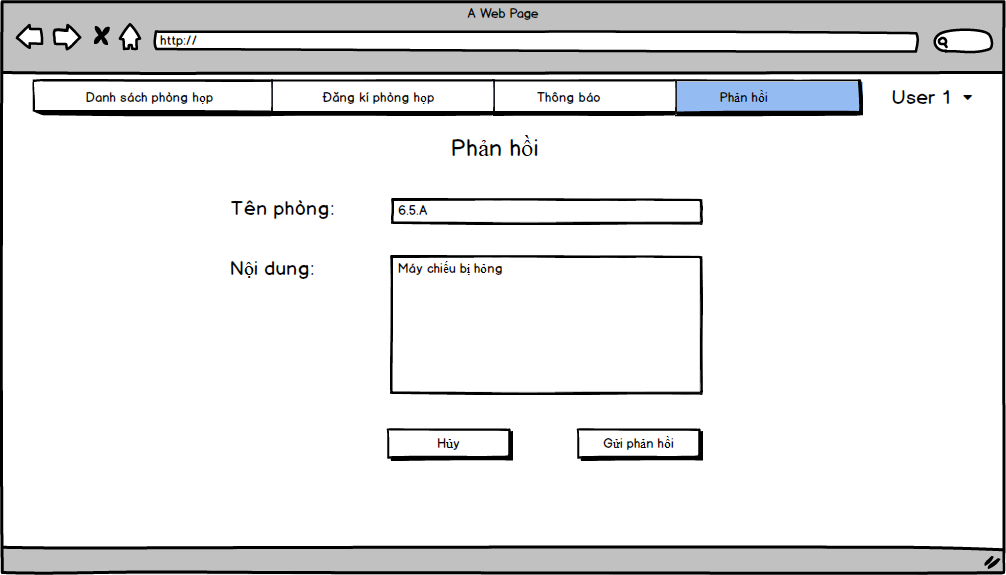 A Web Page
http://
Danh sách phòng họp Đăng kí phòng họp Thông báo Phản hồi User 1
Phản hồi
Tên phòng: 6.5.A
Nội dung: Máy chiếu bị hỏng
Hủy Gửi phản hồi